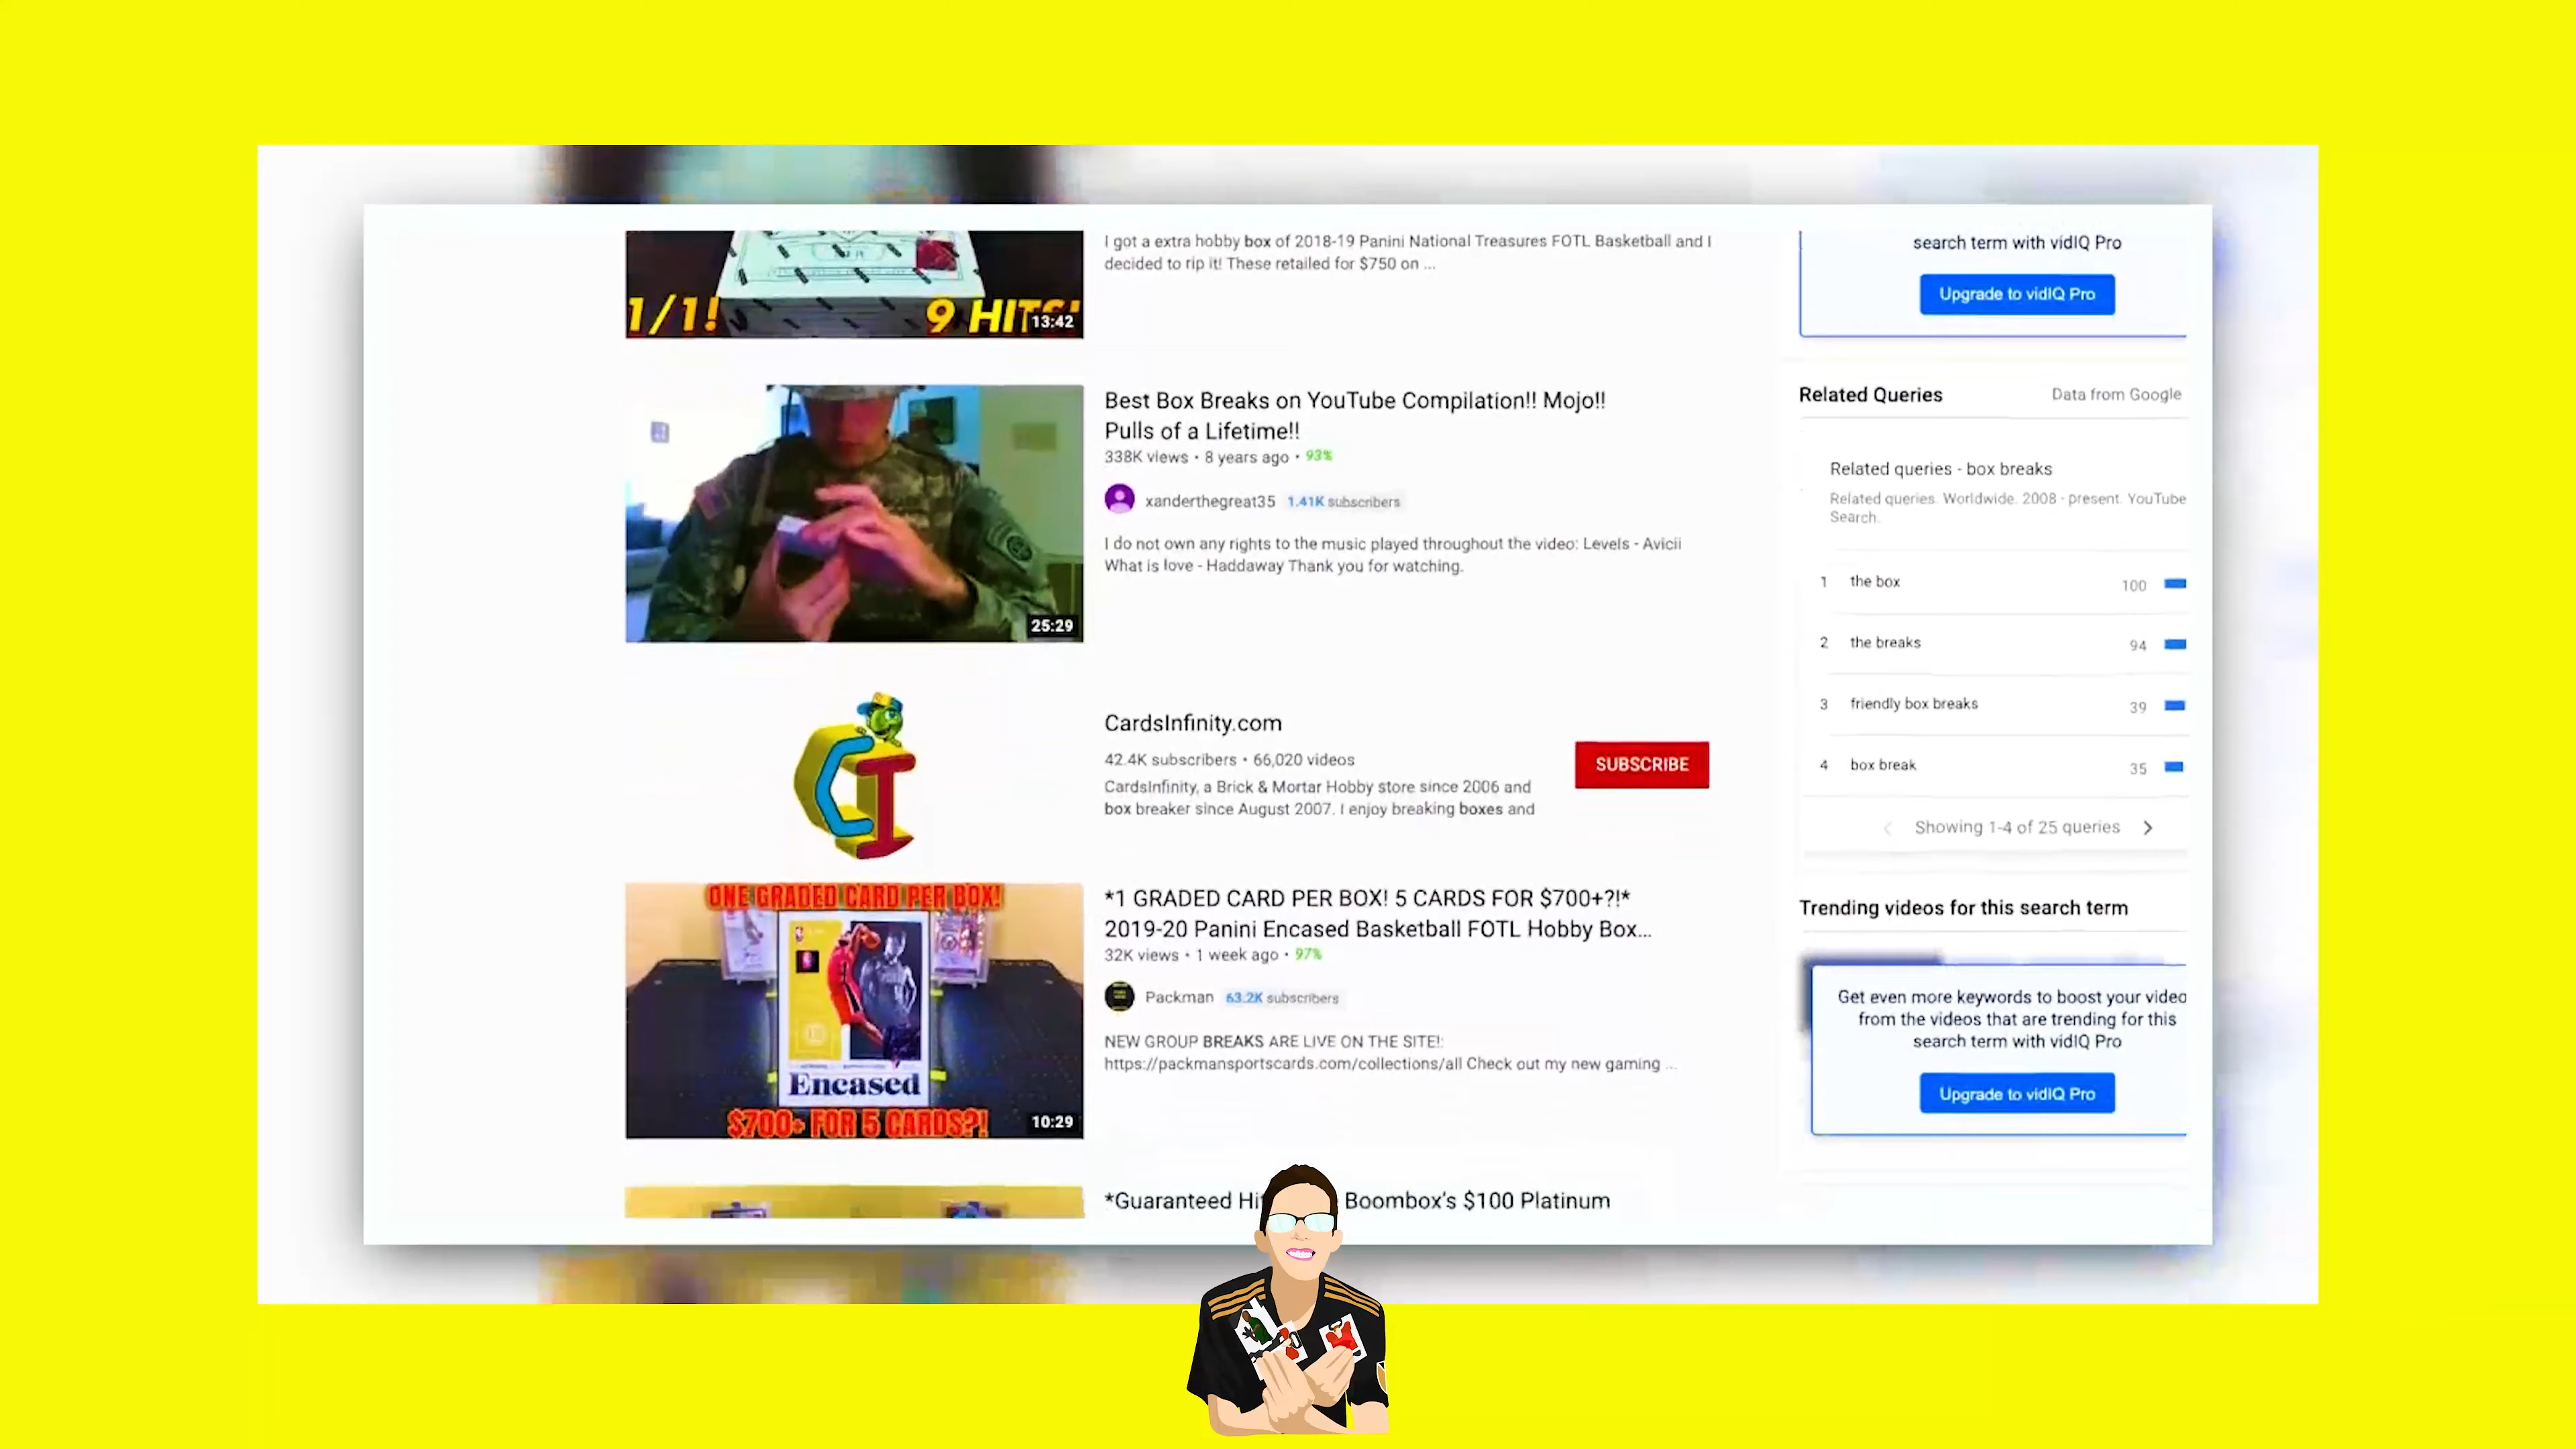 1/1!
9 HITS!
13:42
I got a extra hobby box of 2018-19 Panini National Treasures FOTL Basketball and I
decided to rip it! These retailed for $750 on ...
Best Box Breaks on YouTube Compilation!! Mojo!!
Pulls of a Lifetime!!
338K views • 8 years ago • 93%
xanderthegreat35 1.41K subscribers
I do not own any rights to the music played throughout the video: Levels - Avicii
What is love - Haddaway Thank you for watching.
25:29
CI
CardsInfinity.com
42.4K subscribers • 66,020 videos
CardsInfinity, a Brick & Mortar Hobby store since 2006 and
box breaker since August 2007. I enjoy breaking boxes and
SUBSCRIBE
ONE GRADED CARD PER BOX!
Encased
$700+ FOR 5 CARDS?!
10:29
*1 GRADED CARD PER BOX! 5 CARDS FOR $700+?!*
2019-20 Panini Encased Basketball FOTL Hobby Box...
32K views • 1 week ago • 97%
Packman 63.2K subscribers
NEW GROUP BREAKS ARE LIVE ON THE SITE!:
https://packmansportscards.com/collections/all Check out my new gaming ...
*Guaranteed Hi Boombox's $100 Platinum
search term with vidIQ Pro
Upgrade to vidIQ Pro
Related Queries Data from Google
Related queries - box breaks
Related queries. Worldwide. 2008 - present. YouTube
Search.
1 the box 100
2 the breaks 94
3 friendly box breaks 39
4 box break 35
Showing 1-4 of 25 queries
Trending videos for this search term
Get even more keywords to boost your video
from the videos that are trending for this
search term with vidIQ Pro
Upgrade to vidIQ Pro